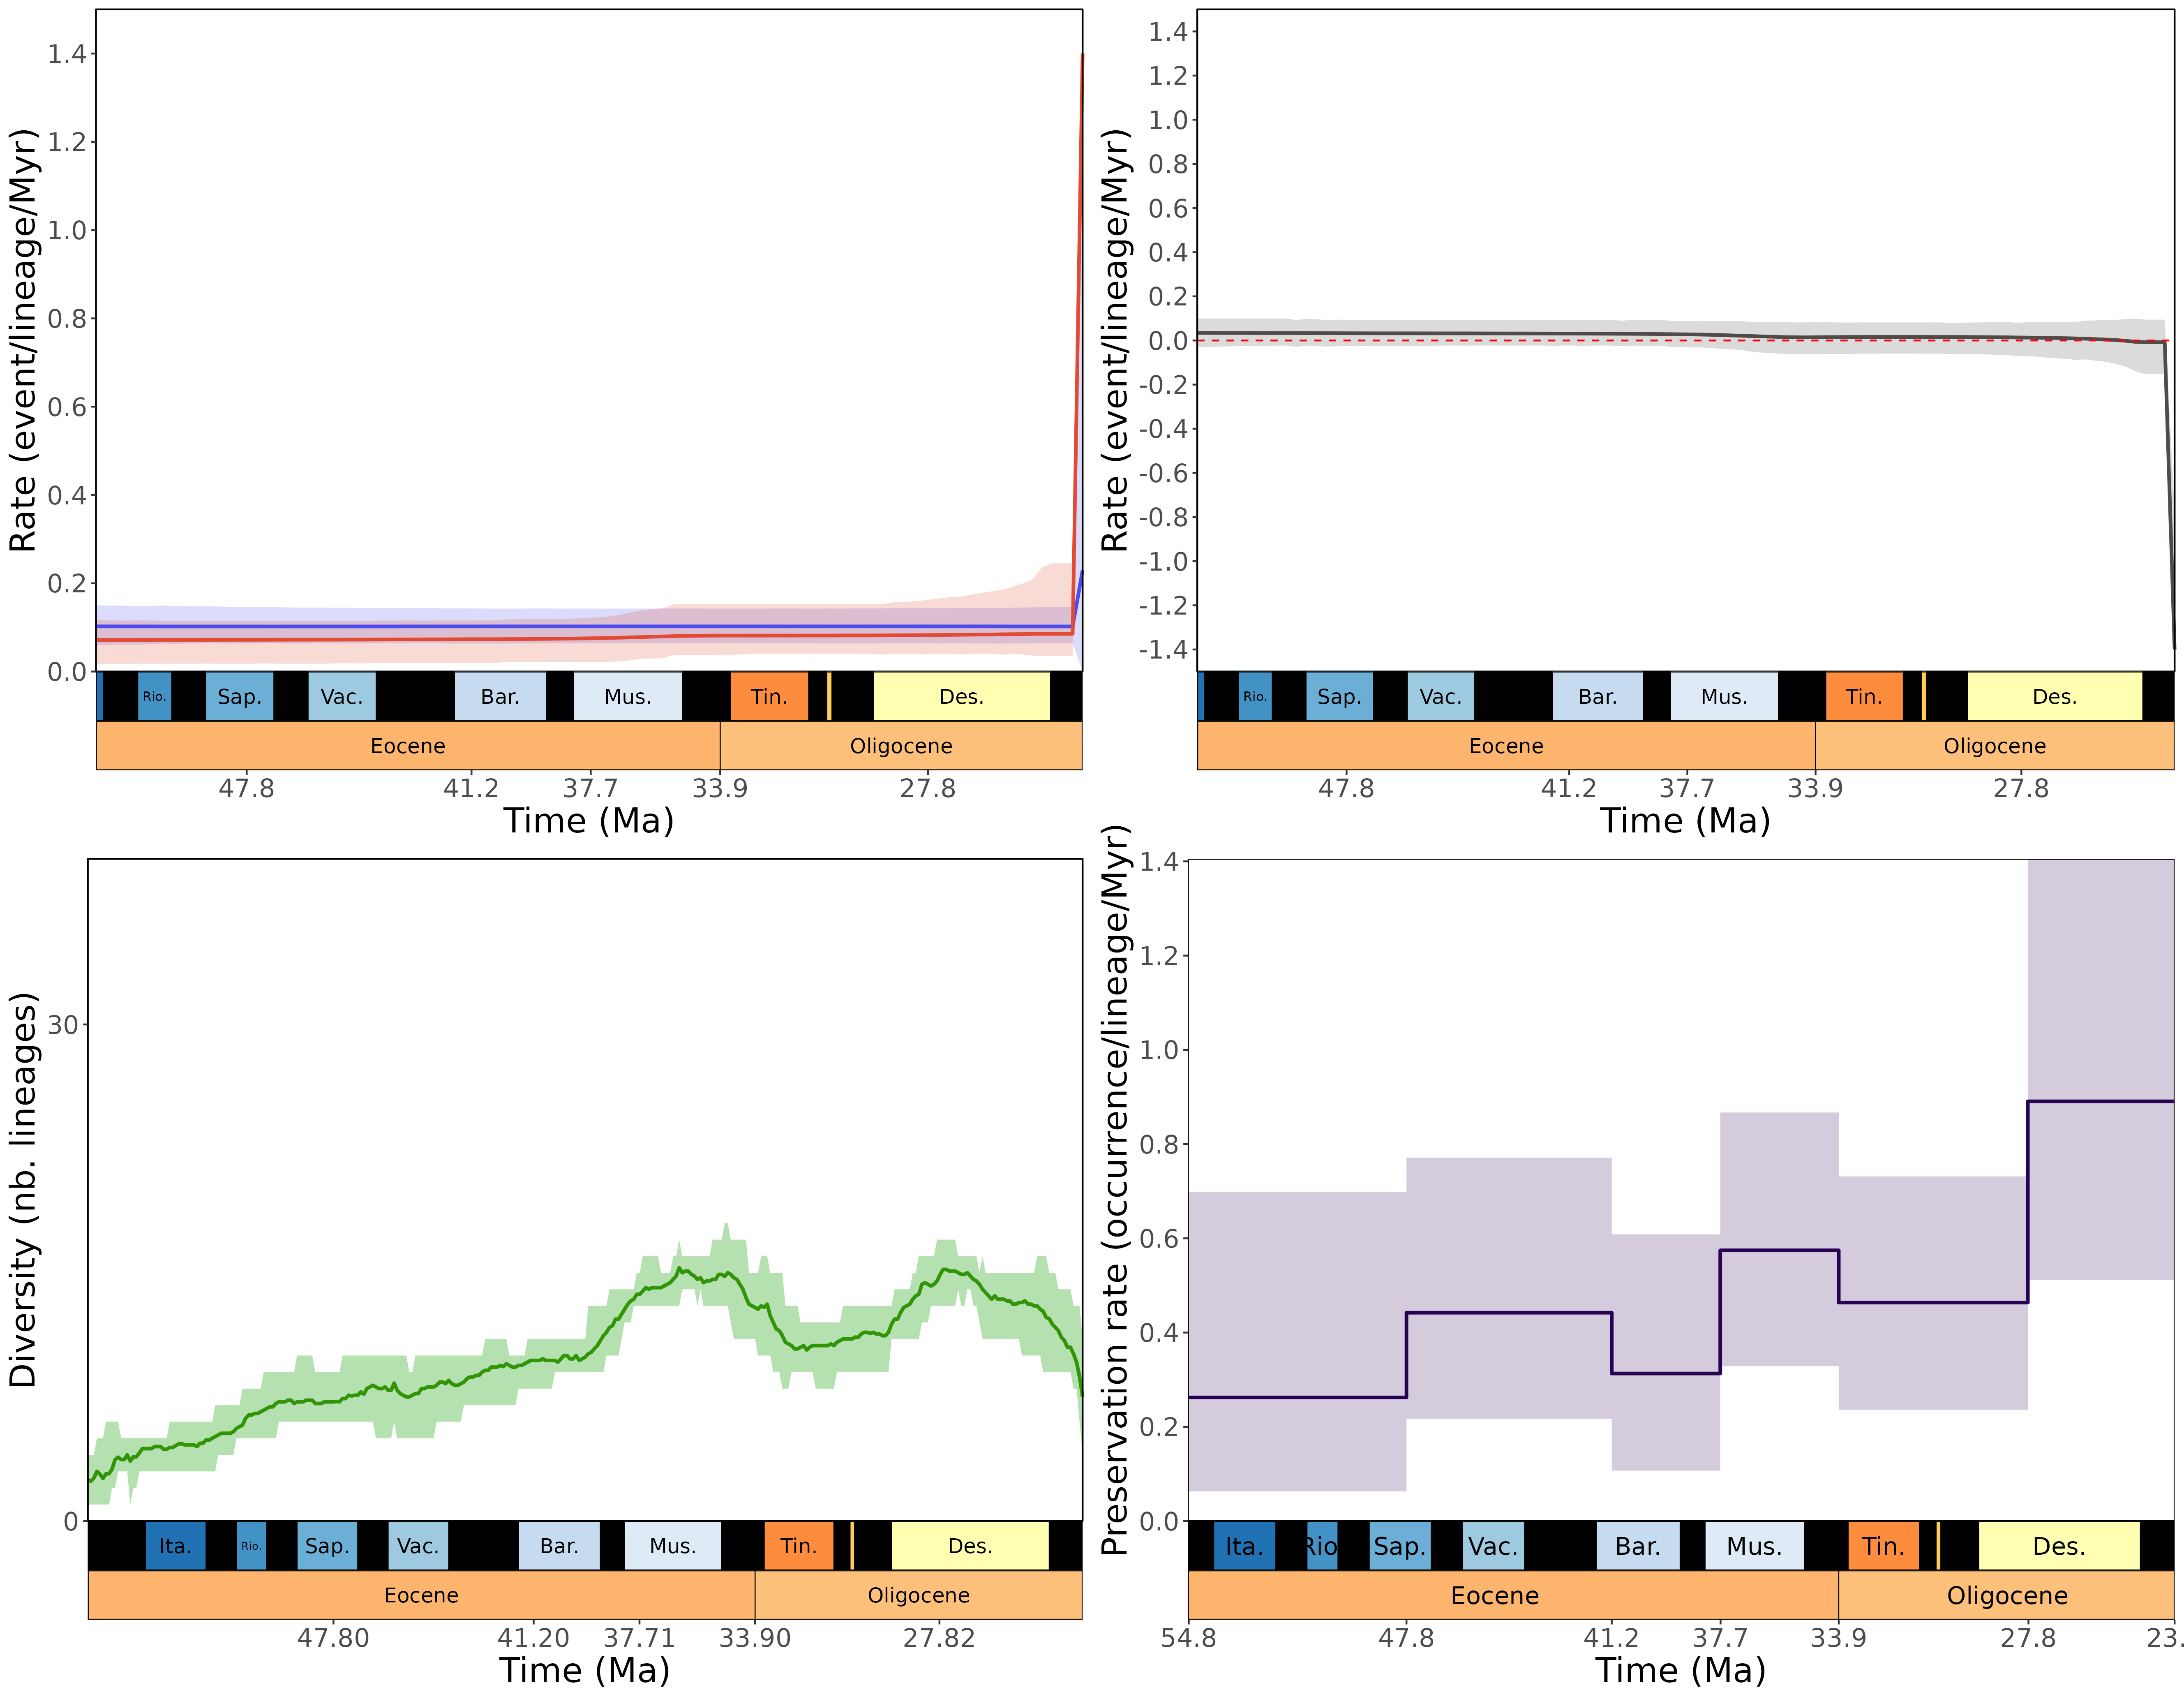 Rate (event/lineage/Myr)
1.4
1.2
1.0
0.8
0.6
0.4
0.2
0.0
Rio. Sap. Vac. Bar. Mus. Tin. Des.
Eocene Oligocene
47.8 41.2 37.7 33.9 27.8
Time (Ma)
Rate (event/lineage/Myr)
1.4
1.2
1.0
0.8
0.6
0.4
0.2
0.0
-0.2
-0.4
-0.6
-0.8
-1.0
-1.2
-1.4
Rio. Sap. Vac. Bar. Mus. Tin. Des.
Eocene Oligocene
47.8 41.2 37.7 33.9 27.8
Time (Ma)
Diversity (nb. lineages)
30
0
Ita. Rio. Sap. Vac. Bar. Mus. Tin. Des.
Eocene Oligocene
47.80 41.20 37.71 33.90 27.82
Time (Ma)
Preservation rate (occurrence/lineage/Myr)
1.4
1.2
1.0
0.8
0.6
0.4
0.2
0.0
Ita. Rio Sap. Vac. Bar. Mus. Tin. Des.
Eocene Oligocene
54.8 47.8 41.2 37.7 33.9 27.8 23.
Time (Ma)